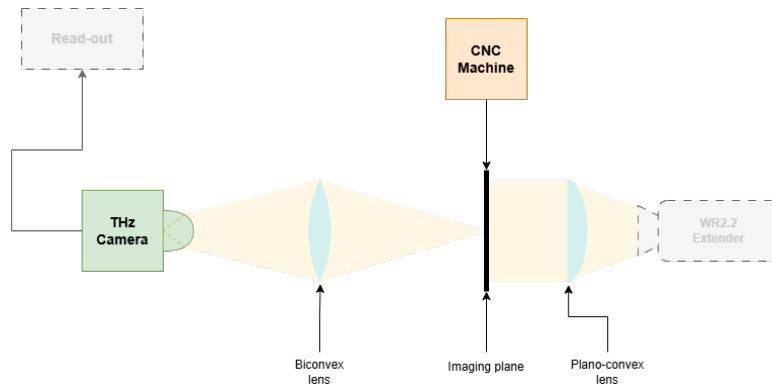 Read-out
CNC
Machine
THz
Camera
WR2.2
Extender
Biconvex
lens
Imaging plane
Plano-convex
lens